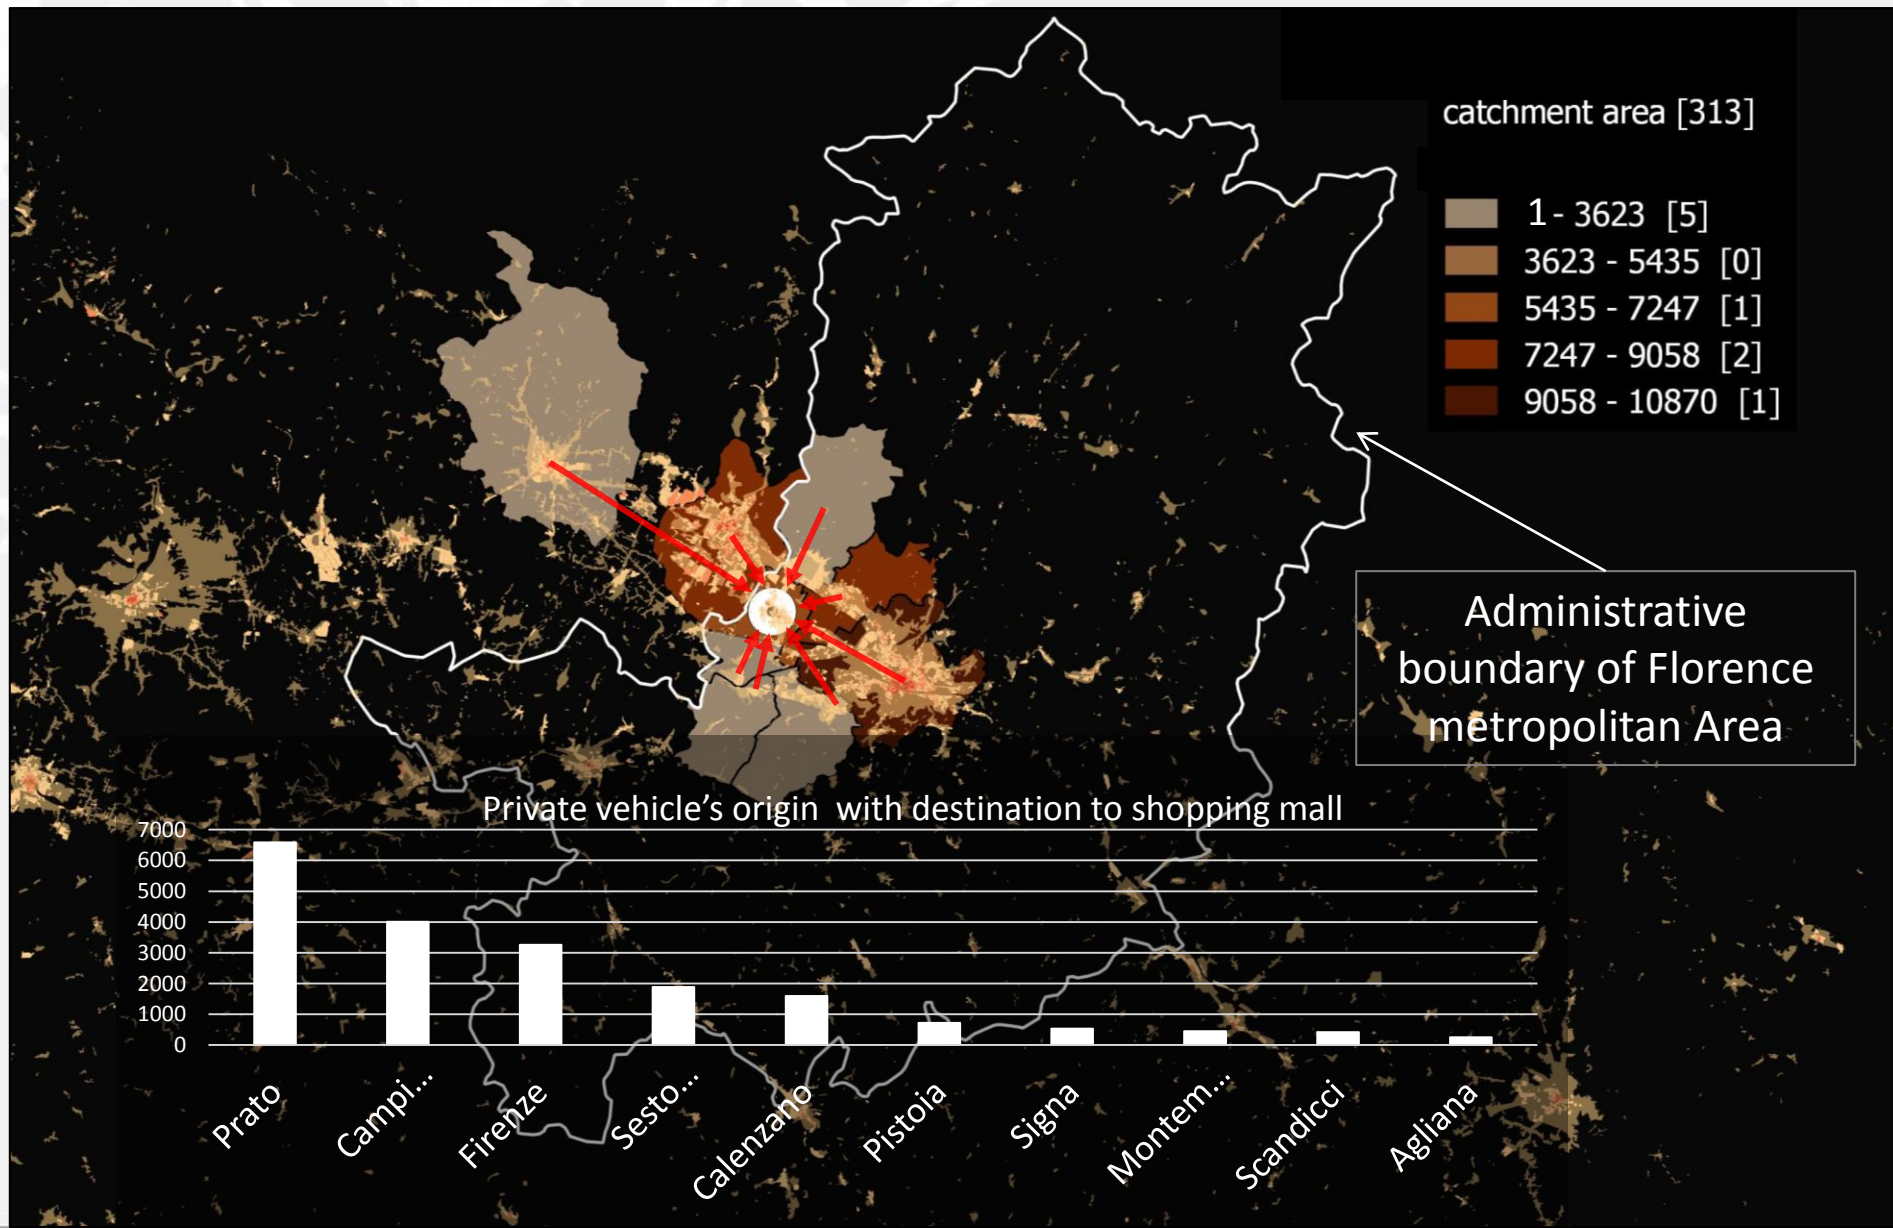 catchment area [313]
1 - 3623 [5]
3623 - 5435 [0]
5435 - 7247 [1]
7247 - 9058 [2]
9058 - 10870 [1]
Administrative
boundary of Florence
metropolitan Area
Private vehicle's origin with destination to shopping mall
7000
6000
5000
4000
3000
2000
1000
0
Prato
Campi...
Firenze
Sesto...
Calenzano
Pistoia
Signa
Montem...
Scandicci
Agliana